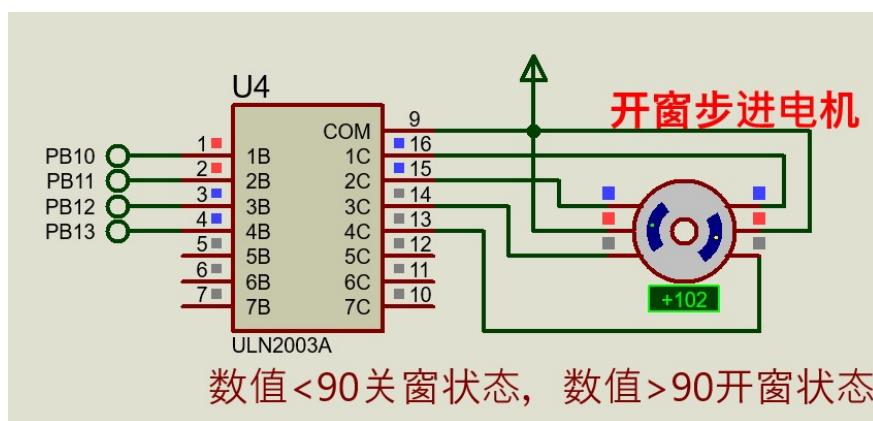 U4
开窗步进电机
COM 9
PB10 1 1B 1C 16
PB11 2 2B 2C 15
PB12 3 3B 3C 14
PB13 4 4B 4C 13
5 5B 5C 12
6 6B 6C 11
7 7B 7C 10
+102
ULN2003A
数值<90关窗状态，数值>90开窗状态